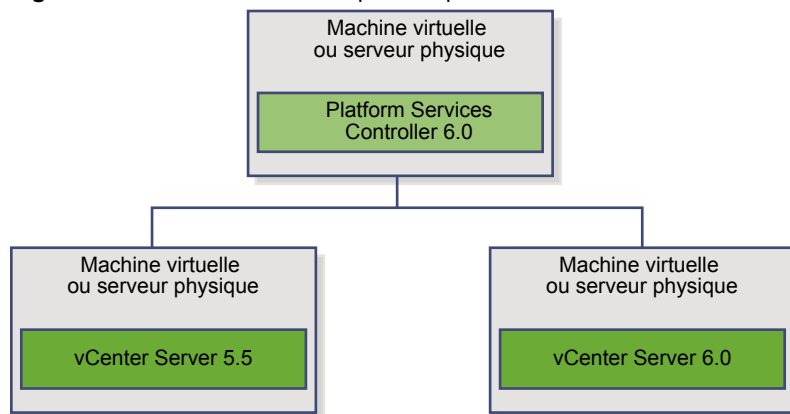 Machine virtuelle
ou serveur physique
Platform Services
Controller 6.0
Machine virtuelle
ou serveur physique
vCenter Server 5.5
Machine virtuelle
ou serveur physique
vCenter Server 6.0